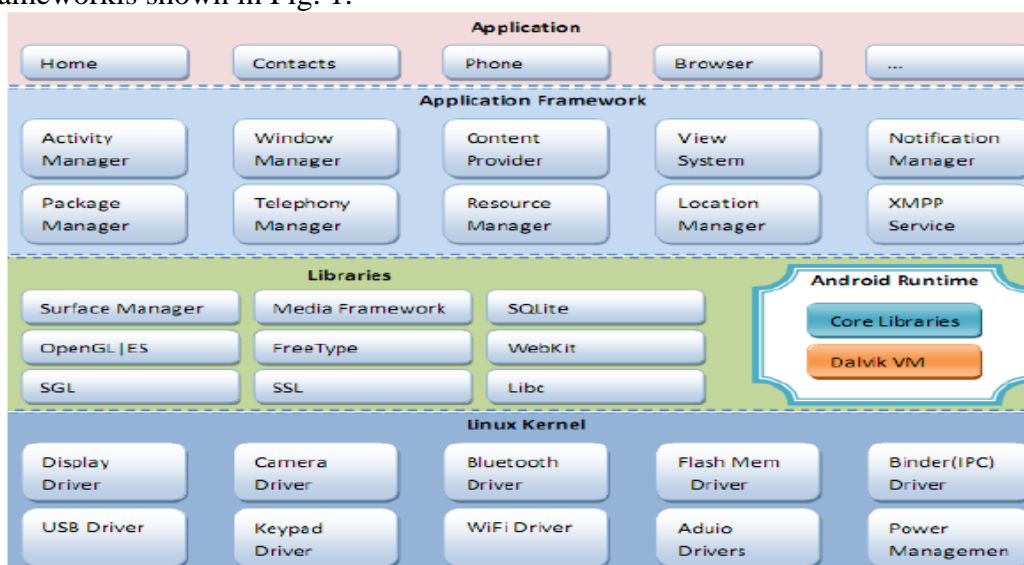 ameworkis shown in Fig. 1.
Application
Home
Contacts
Phone
Browser
...
Application Framework
Activity
Manager
Window
Manager
Content
Provider
View
System
Notification
Manager
Package
Manager
Telephony
Manager
Resource
Manager
Location
Manager
XMPP
Service
Libraries
Surface Manager
Media Framework
SQLite
OpenGL|ES
FreeType
WebKit
SGL
SSL
Libc
Android Runtime
Core Libraries
Dalvik VM
Linux Kernel
Display
Driver
Camera
Driver
Bluetooth
Driver
Flash Mem
Driver
Binder(IPC)
Driver
USB Driver
Keypad
Driver
WiFi Driver
Aduio
Drivers
Power
Managemen